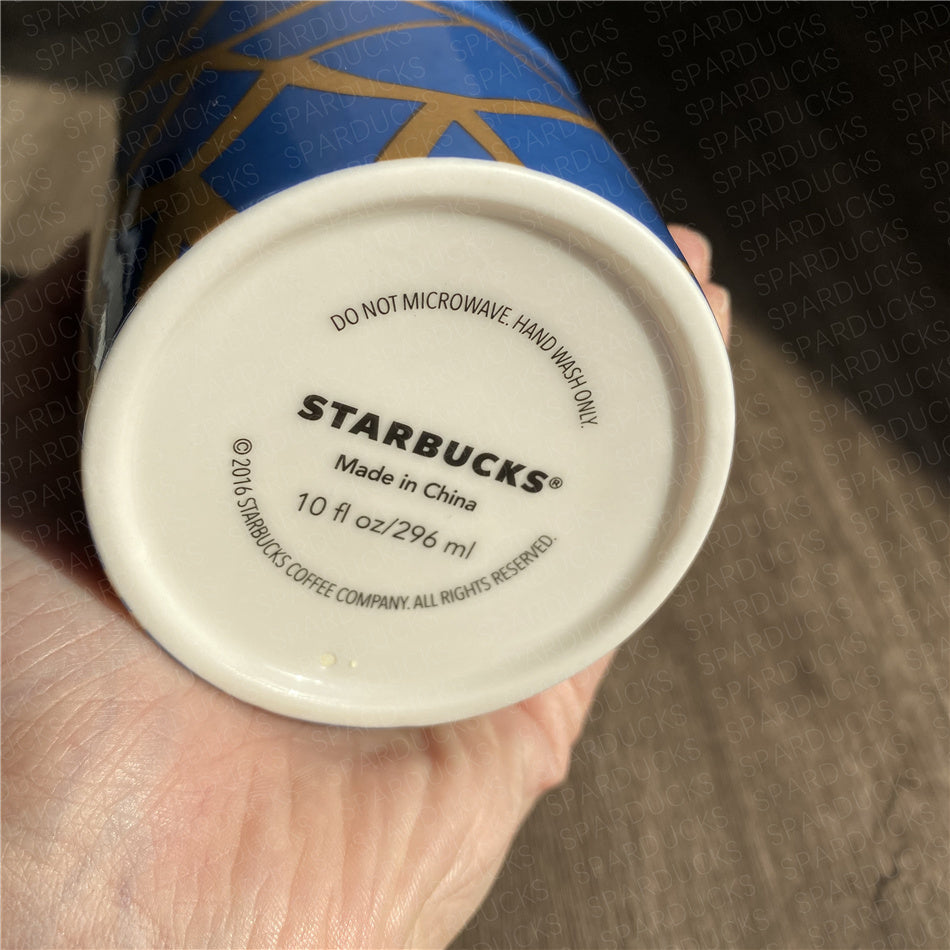 DO NOT MICROWAVE. HAND WASH ONLY.
STARBUCKS®
Made in China
10 fl oz/296 ml
© 2016 STARBUCKS COFFEE COMPANY. ALL RIGHTS RESERVED.
SPARDUCKS